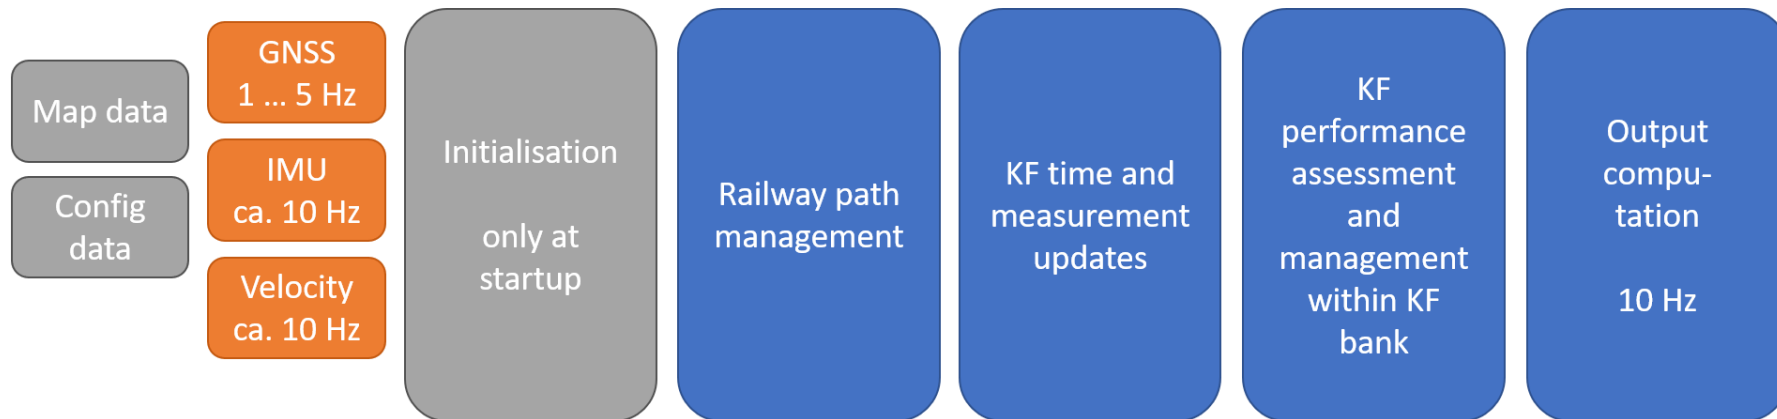 Map data
Config
data
GNSS
1 ... 5 Hz
IMU
ca. 10 Hz
Velocity
ca. 10 Hz
Initialisation
only at
startup
Railway path
management
KF time and
measurement
updates
KF
performance
assessment
and
management
within KF
bank
Output
compu-
tation
10 Hz